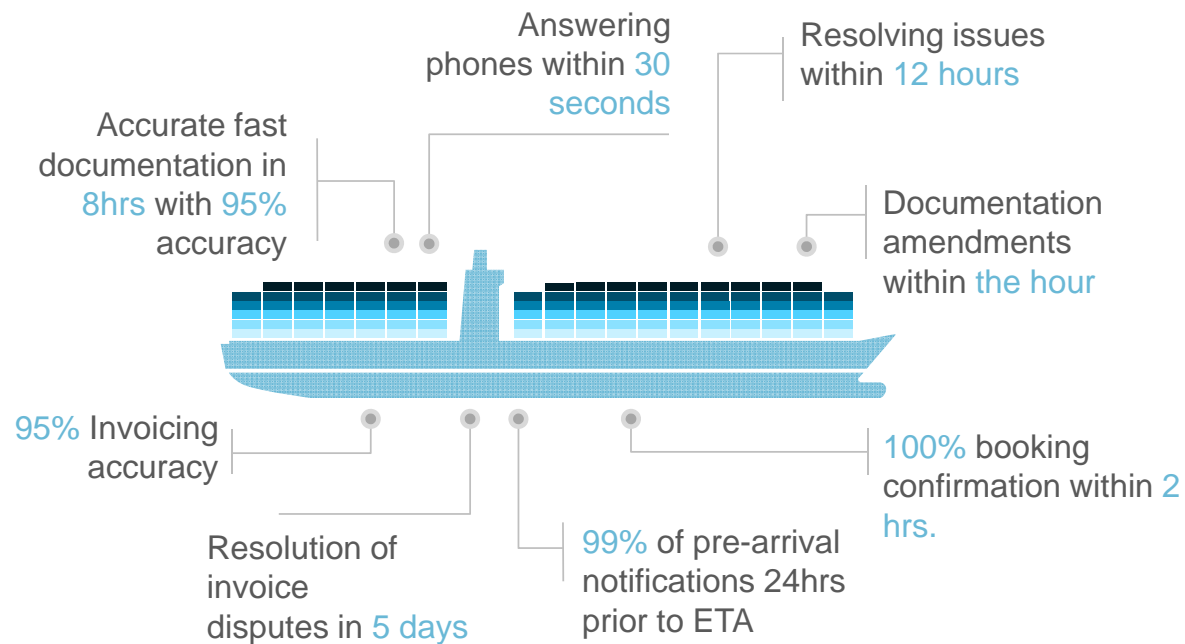 Answering
phones within 30
seconds
Resolving issues
within 12 hours
Accurate fast
documentation in
8hrs with 95%
accuracy
Documentation
amendments
within the hour
95% Invoicing
accuracy
100% booking
confirmation within 2
hrs.
Resolution of
invoice
disputes in 5 days
99% of pre-arrival
notifications 24hrs
prior to ETA